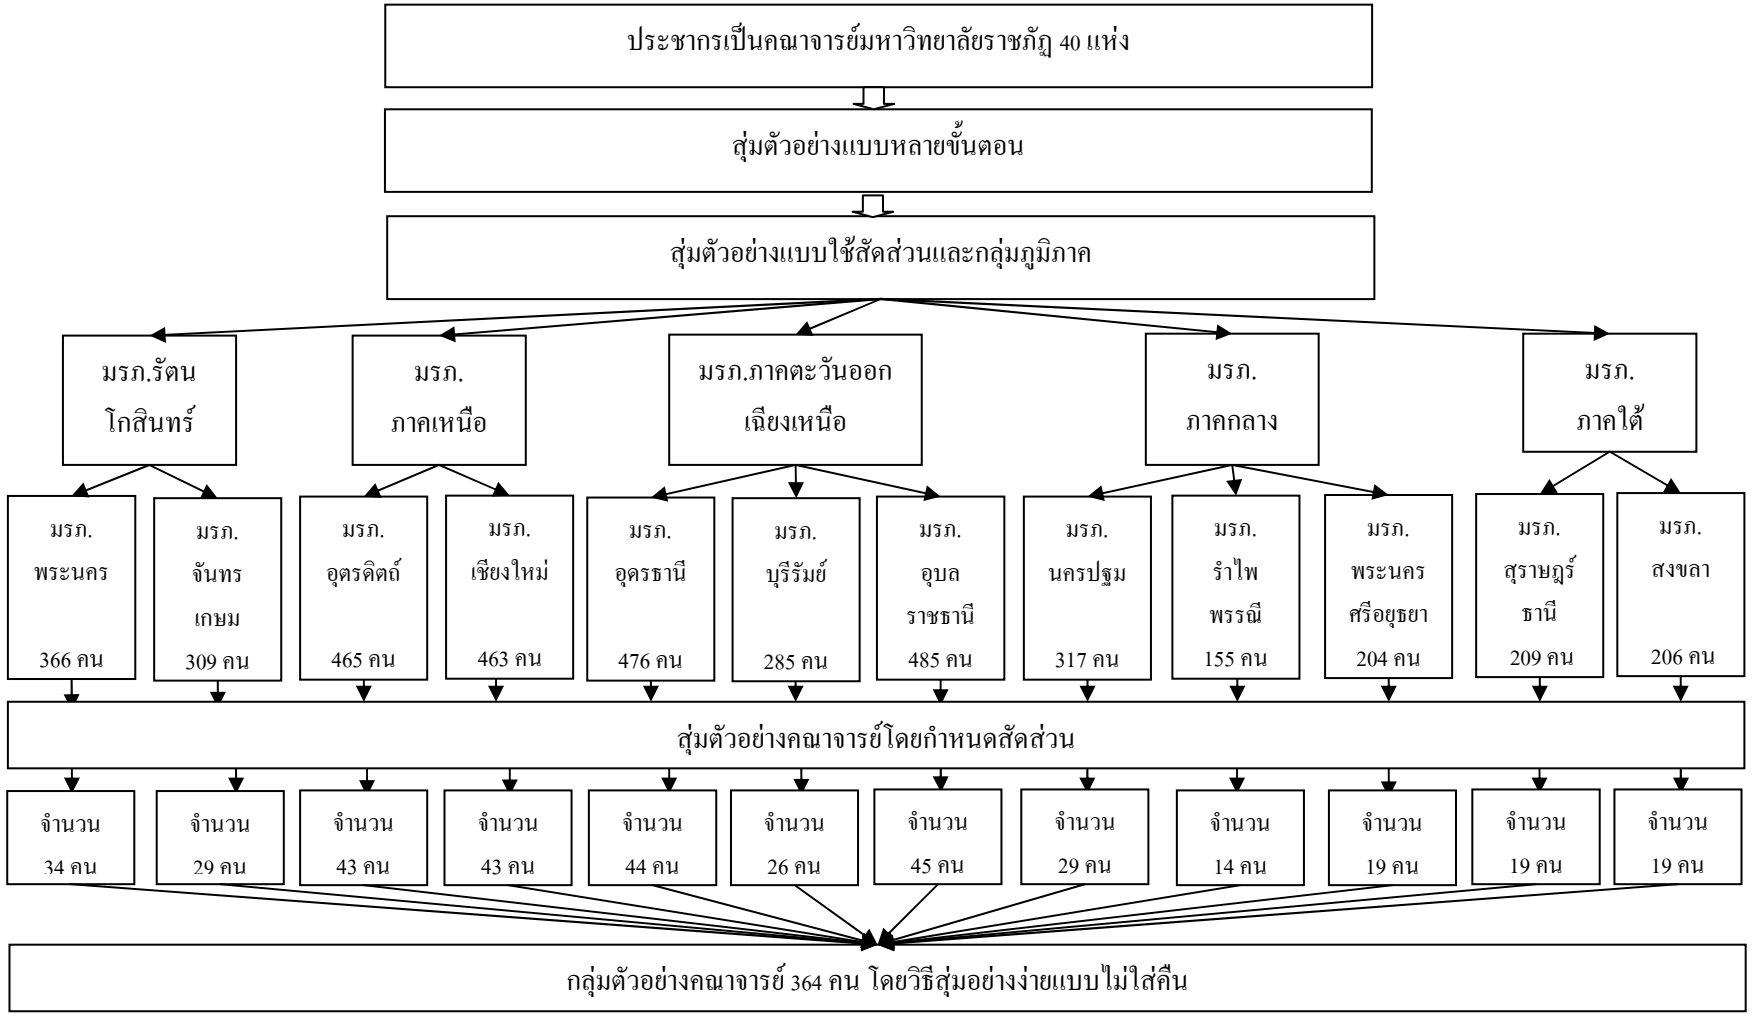 ประชากรเป็นคณาจารย์มหาวิทยาลัยราชภัฏ 40 แห่ง
สุ่มตัวอย่างแบบหลายขั้นตอน
สุ่มตัวอย่างแบบใช้สัดส่วนและกลุ่มภูมิภาค
มรภ.รัตน
โกสินทร์
มรภ.
ภาคเหนือ
มรภ.ภาคตะวันออก
เฉียงเหนือ
มรภ.
ภาคกลาง
มรภ.
ภาคใต้
มรภ.
พระนคร
366 คน
มรภ.
จันทร
เกษม
309 คน
มรภ.
อุตรดิตถ์
465 คน
มรภ.
เชียงใหม่
463 คน
มรภ.
อุดรธานี
476 คน
มรภ.
บุรีรัมย์
285 คน
มรภ.
อุบล
ราชธานี
485 คน
มรภ.
นครปฐม
317 คน
มรภ.
รำไพ
พรรณี
155 คน
มรภ.
พระนคร
ศรีอยุธยา
204 คน
มรภ.
สุราษฎร์
ธานี
209 คน
มรภ.
สงขลา
206 คน
สุ่มตัวอย่างคณาจารย์โดยกำหนดสัดส่วน
จำนวน
34 คน
จำนวน
29 คน
จำนวน
43 คน
จำนวน
43 คน
จำนวน
44 คน
จำนวน
26 คน
จำนวน
45 คน
จำนวน
29 คน
จำนวน
14 คน
จำนวน
19 คน
จำนวน
19 คน
จำนวน
19 คน
กลุ่มตัวอย่างคณาจารย์ 364 คน โดยวิธีสุ่มอย่างง่ายแบบไม่ใส่คืน